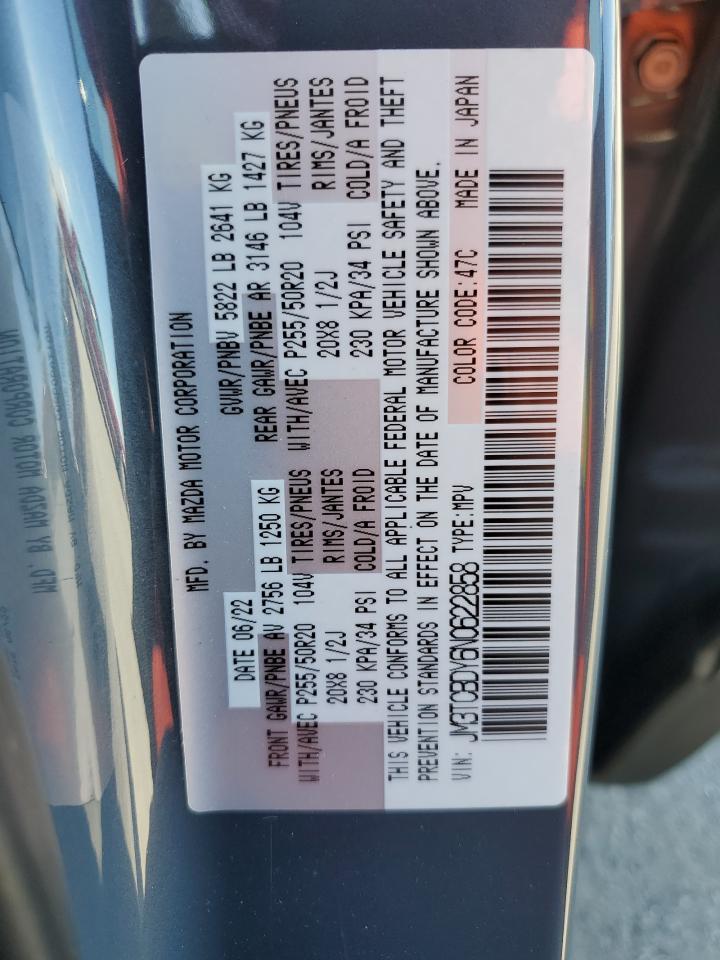 MFD. BY MAZDA MOTOR CORPORATION
DATE 06/22 GVWR/PNBV 5822 LB 2641 KG
FRONT GAWR/PNBE AV 2756 LB 1250 KG REAR GAWR/PNBE AR 3146 LB 1427 KG
WITH/AVEC P255/50R20 104V TIRES/PNEUS WITH/AVEC P255/50R20 104V TIRES/PNEUS
20X8 1/2J RIMS/JANTES 20X8 1/2J RIMS/JANTES
230 KPA/34 PSI COLD/A FROID 230 KPA/34 PSI COLD/A FROID
THIS VEHICLE CONFORMS TO ALL APPLICABLE FEDERAL MOTOR VEHICLE SAFETY AND THEFT
PREVENTION STANDARDS IN EFFECT ON THE DATE OF MANUFACTURE SHOWN ABOVE.
VIN: JM3TCBDY6N0622858 TYPE:MPV COLOR CODE:47C MADE IN JAPAN
MFD. BY MAZDA MOTOR CORPORATION